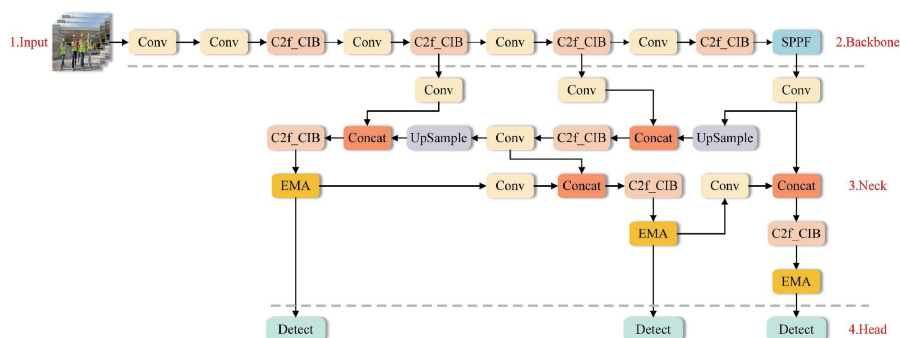 1.Input Conv Conv C2f_CIB Conv C2f_CIB Conv C2f_CIB Conv C2f_CIB SPPF 2.Backbone
Conv Conv Conv
C2f_CIB Concat UpSample Conv C2f_CIB Concat UpSample
EMA Conv Concat C2f_CIB Conv Concat 3.Neck
EMA C2f_CIB
EMA
Detect Detect Detect 4.Head